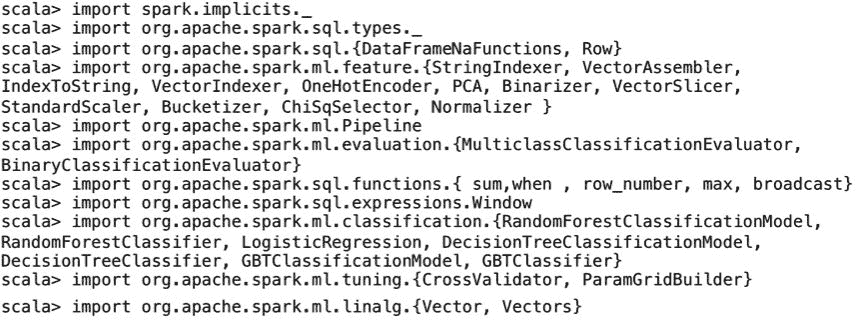 scala> import spark.implicits._
scala> import org.apache.spark.sql.types._
scala> import org.apache.spark.sql.{DataFrameNaFunctions, Row}
scala> import org.apache.spark.ml.feature.{StringIndexer, VectorAssembler,
IndexToString, VectorIndexer, OneHotEncoder, PCA, Binarizer, VectorSlicer,
StandardScaler, Bucketizer, ChiSqSelector, Normalizer }
scala> import org.apache.spark.ml.Pipeline
scala> import org.apache.spark.ml.evaluation.{MulticlassClassificationEvaluator,
BinaryClassificationEvaluator}
scala> import org.apache.spark.sql.functions.{ sum,when , row_number, max, broadcast}
scala> import org.apache.spark.sql.expressions.Window
scala> import org.apache.spark.ml.classification.{RandomForestClassificationModel,
RandomForestClassifier, LogisticRegression, DecisionTreeClassificationModel,
DecisionTreeClassifier, GBTClassificationModel, GBTClassifier}
scala> import org.apache.spark.ml.tuning.{CrossValidator, ParamGridBuilder}
scala> import org.apache.spark.ml.linalg.{Vector, Vectors}